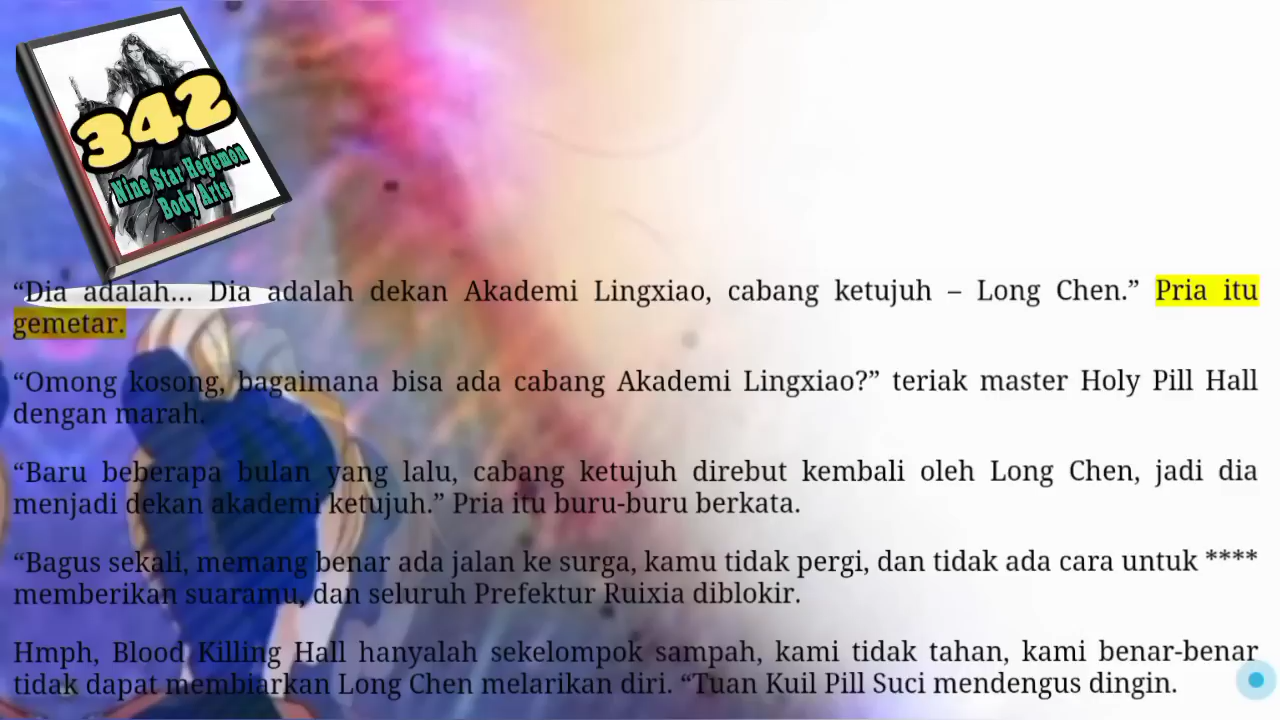 342
Nine Star Hegemon
Body Arts
“Dia adalah... Dia adalah dekan Akademi Lingxiao, cabang ketujuh – Long Chen.” Pria itu
gemetar.
“Omong kosong, bagaimana bisa ada cabang Akademi Lingxiao?” teriak master Holy Pill Hall
dengan marah.
“Baru beberapa bulan yang lalu, cabang ketujuh direbut kembali oleh Long Chen, jadi dia
menjadi dekan akademi ketujuh.” Pria itu buru-buru berkata.
“Bagus sekali, memang benar ada jalan ke surga, kamu tidak pergi, dan tidak ada cara untuk ****
memberikan suaramu, dan seluruh Prefektur Ruixia diblokir.
Hmph, Blood Killing Hall hanyalah sekelompok sampah, kami tidak tahan, kami benar-benar
tidak dapat membiarkan Long Chen melarikan diri. “Tuan Kuil Pill Suci mendengus dingin.